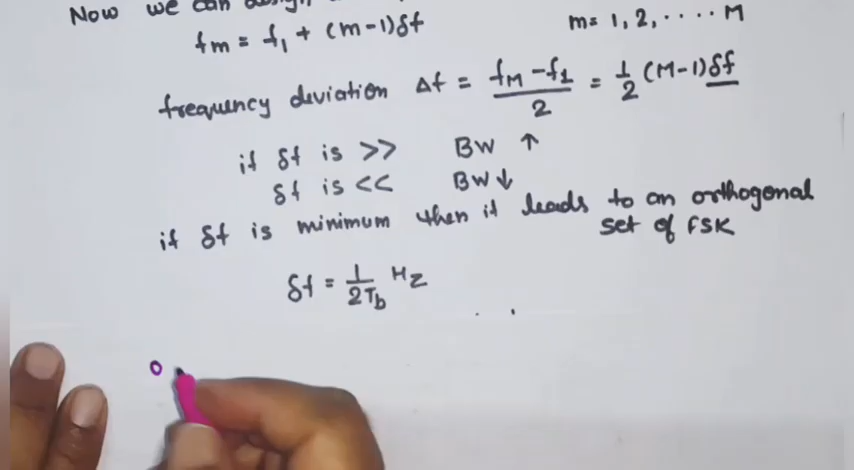 Now we can
fm = f1 + (m-1)δf m= 1, 2, ..... M
frequency deviation Δf = fM - f1 / 2 = 1/2 (M-1)δf
if δf is >> BW ↑
δf is << BW ↓
if δf is minimum then it leads to an orthogonal
set of FSK
δf = 1/2Tb Hz